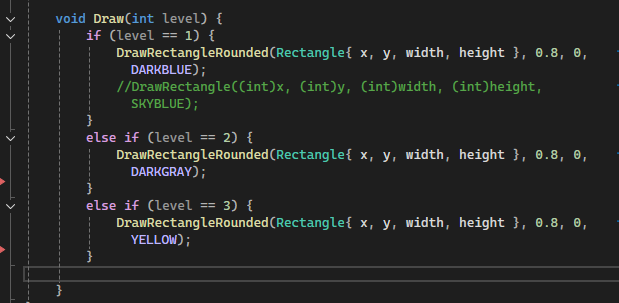 void Draw(int level) {
if (level == 1) {
DrawRectangleRounded(Rectangle{ x, y, width, height }, 0.8, 0,
DARKBLUE);
//DrawRectangle((int)x, (int)y, (int)width, (int)height,
SKYBLUE);
}
else if (level == 2) {
DrawRectangleRounded(Rectangle{ x, y, width, height }, 0.8, 0,
DARKGRAY);
}
else if (level == 3) {
DrawRectangleRounded(Rectangle{ x, y, width, height }, 0.8, 0,
YELLOW);
}
}